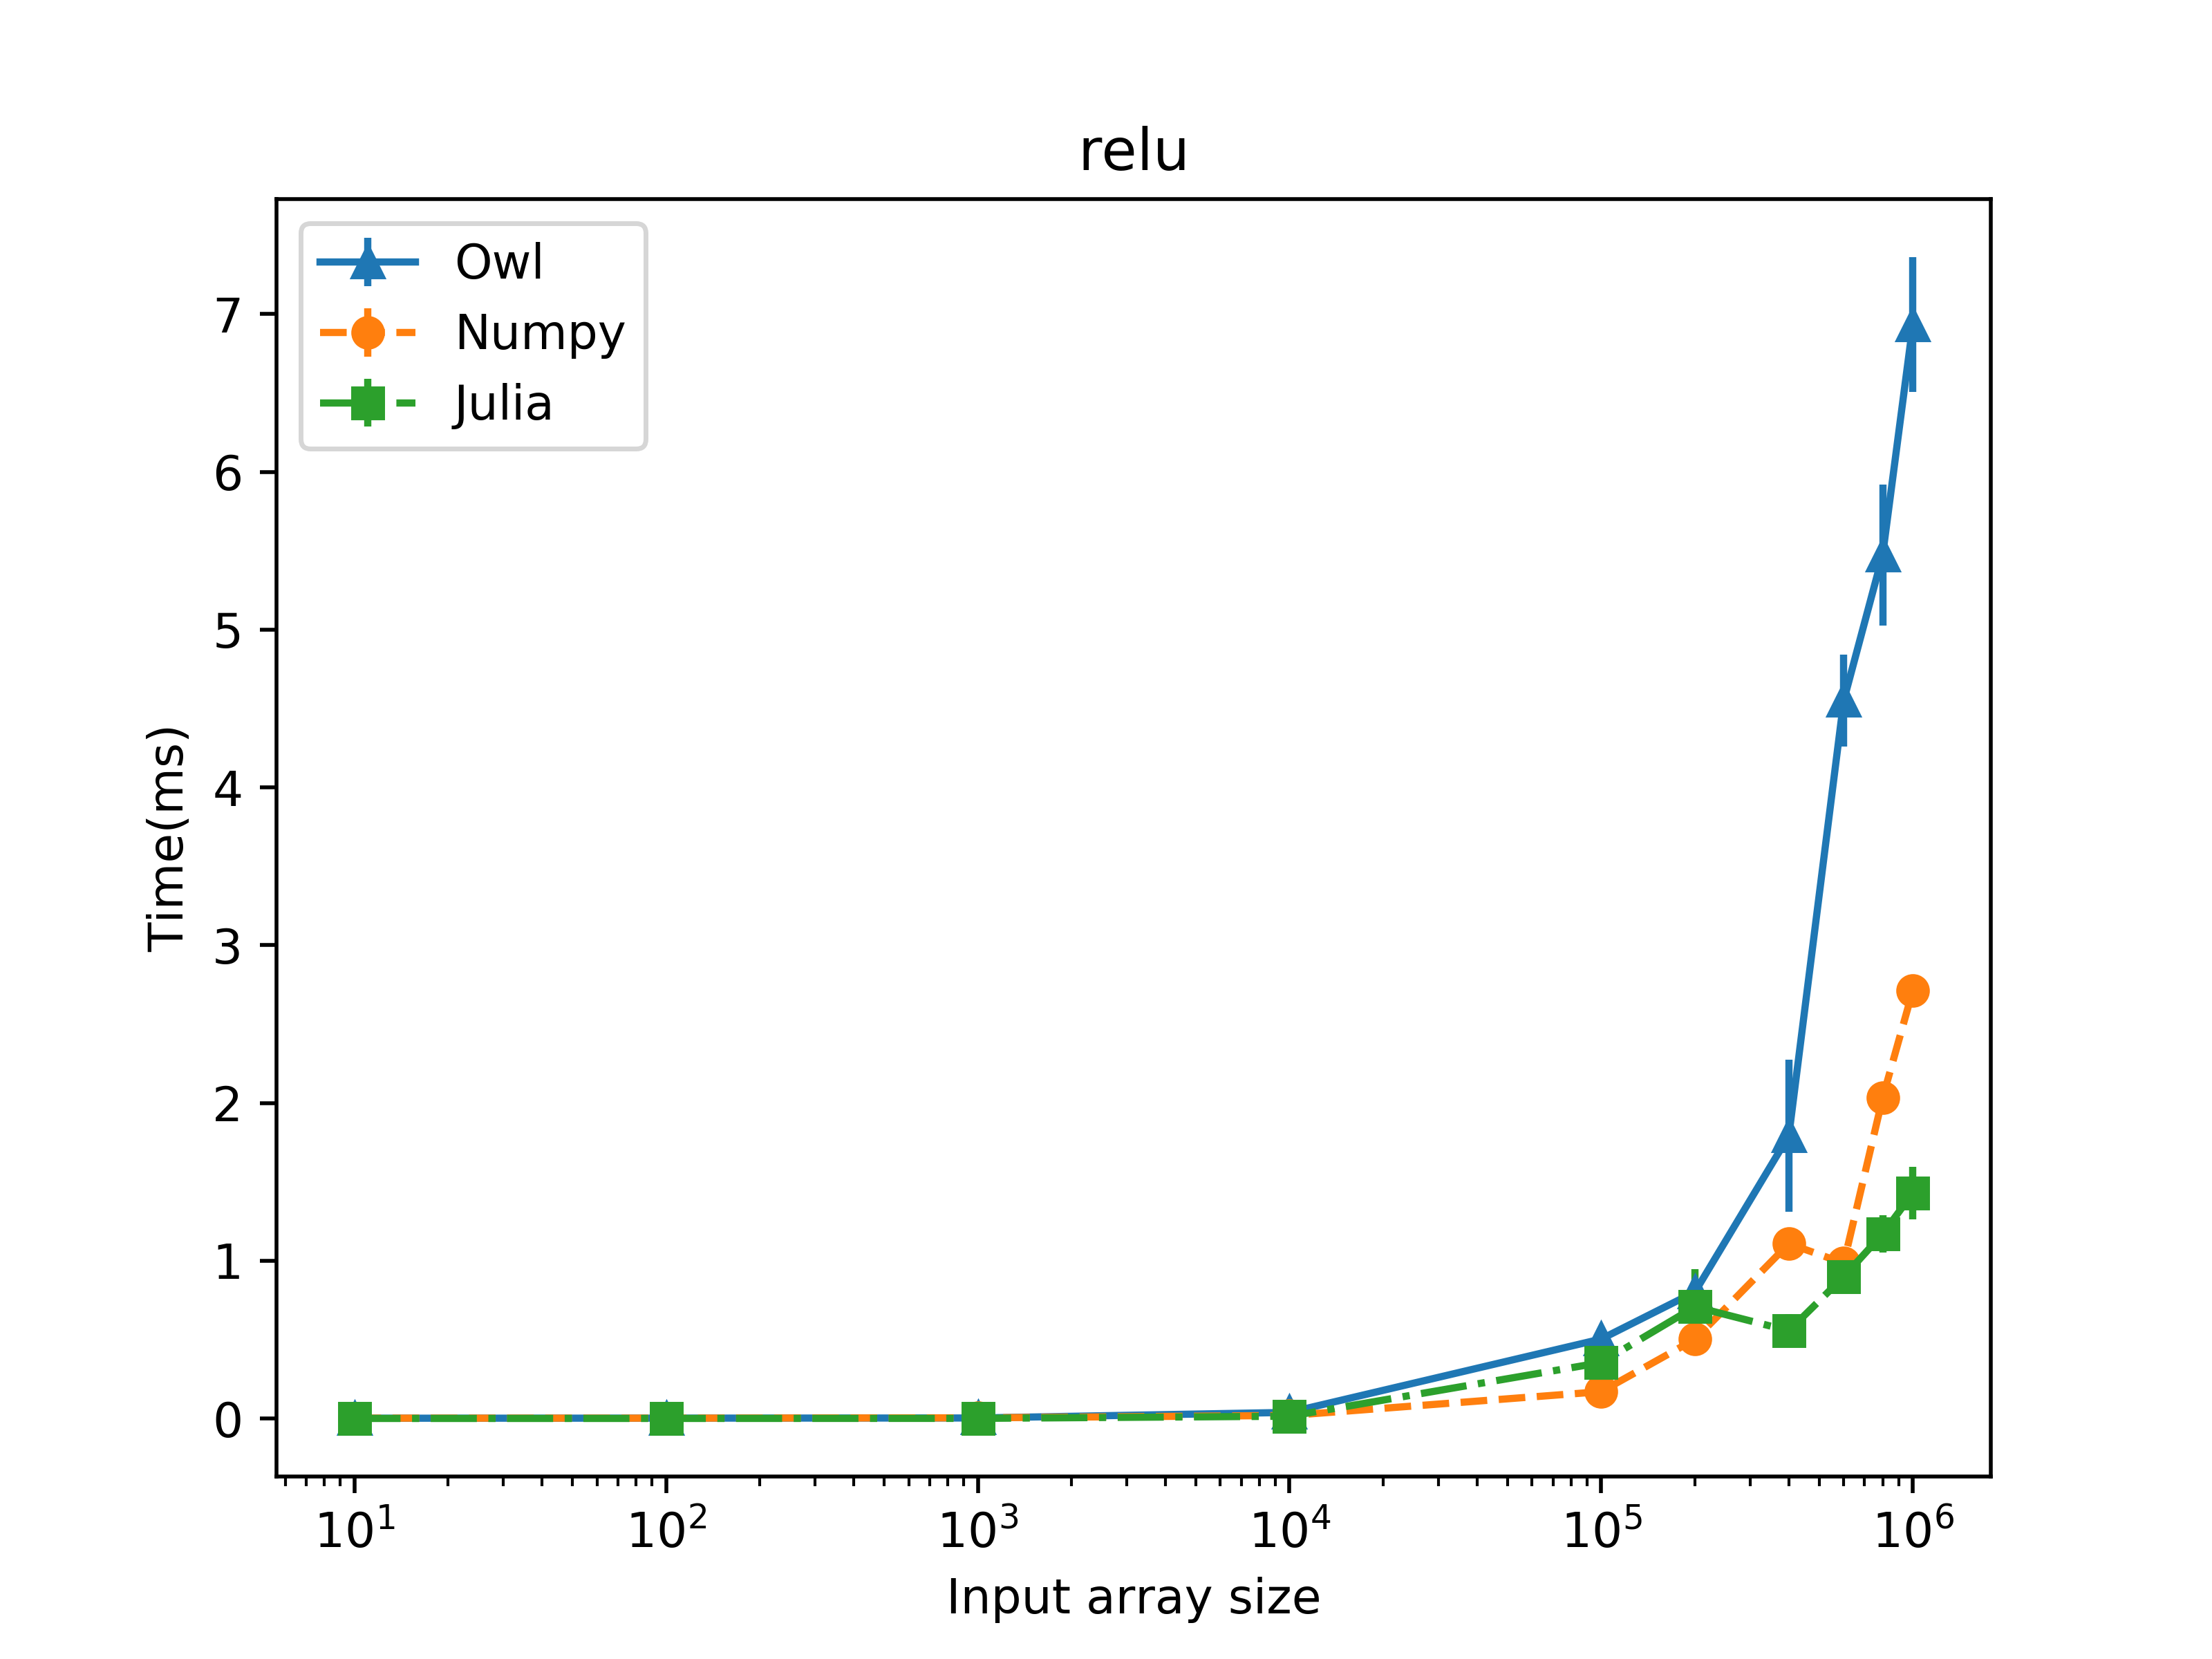 relu
Owl
Numpy
Julia
7
6
5
4
3
2
1
0
Time(ms)
10¹ 10² 10³ 10⁴ 10⁵ 10⁶
Input array size